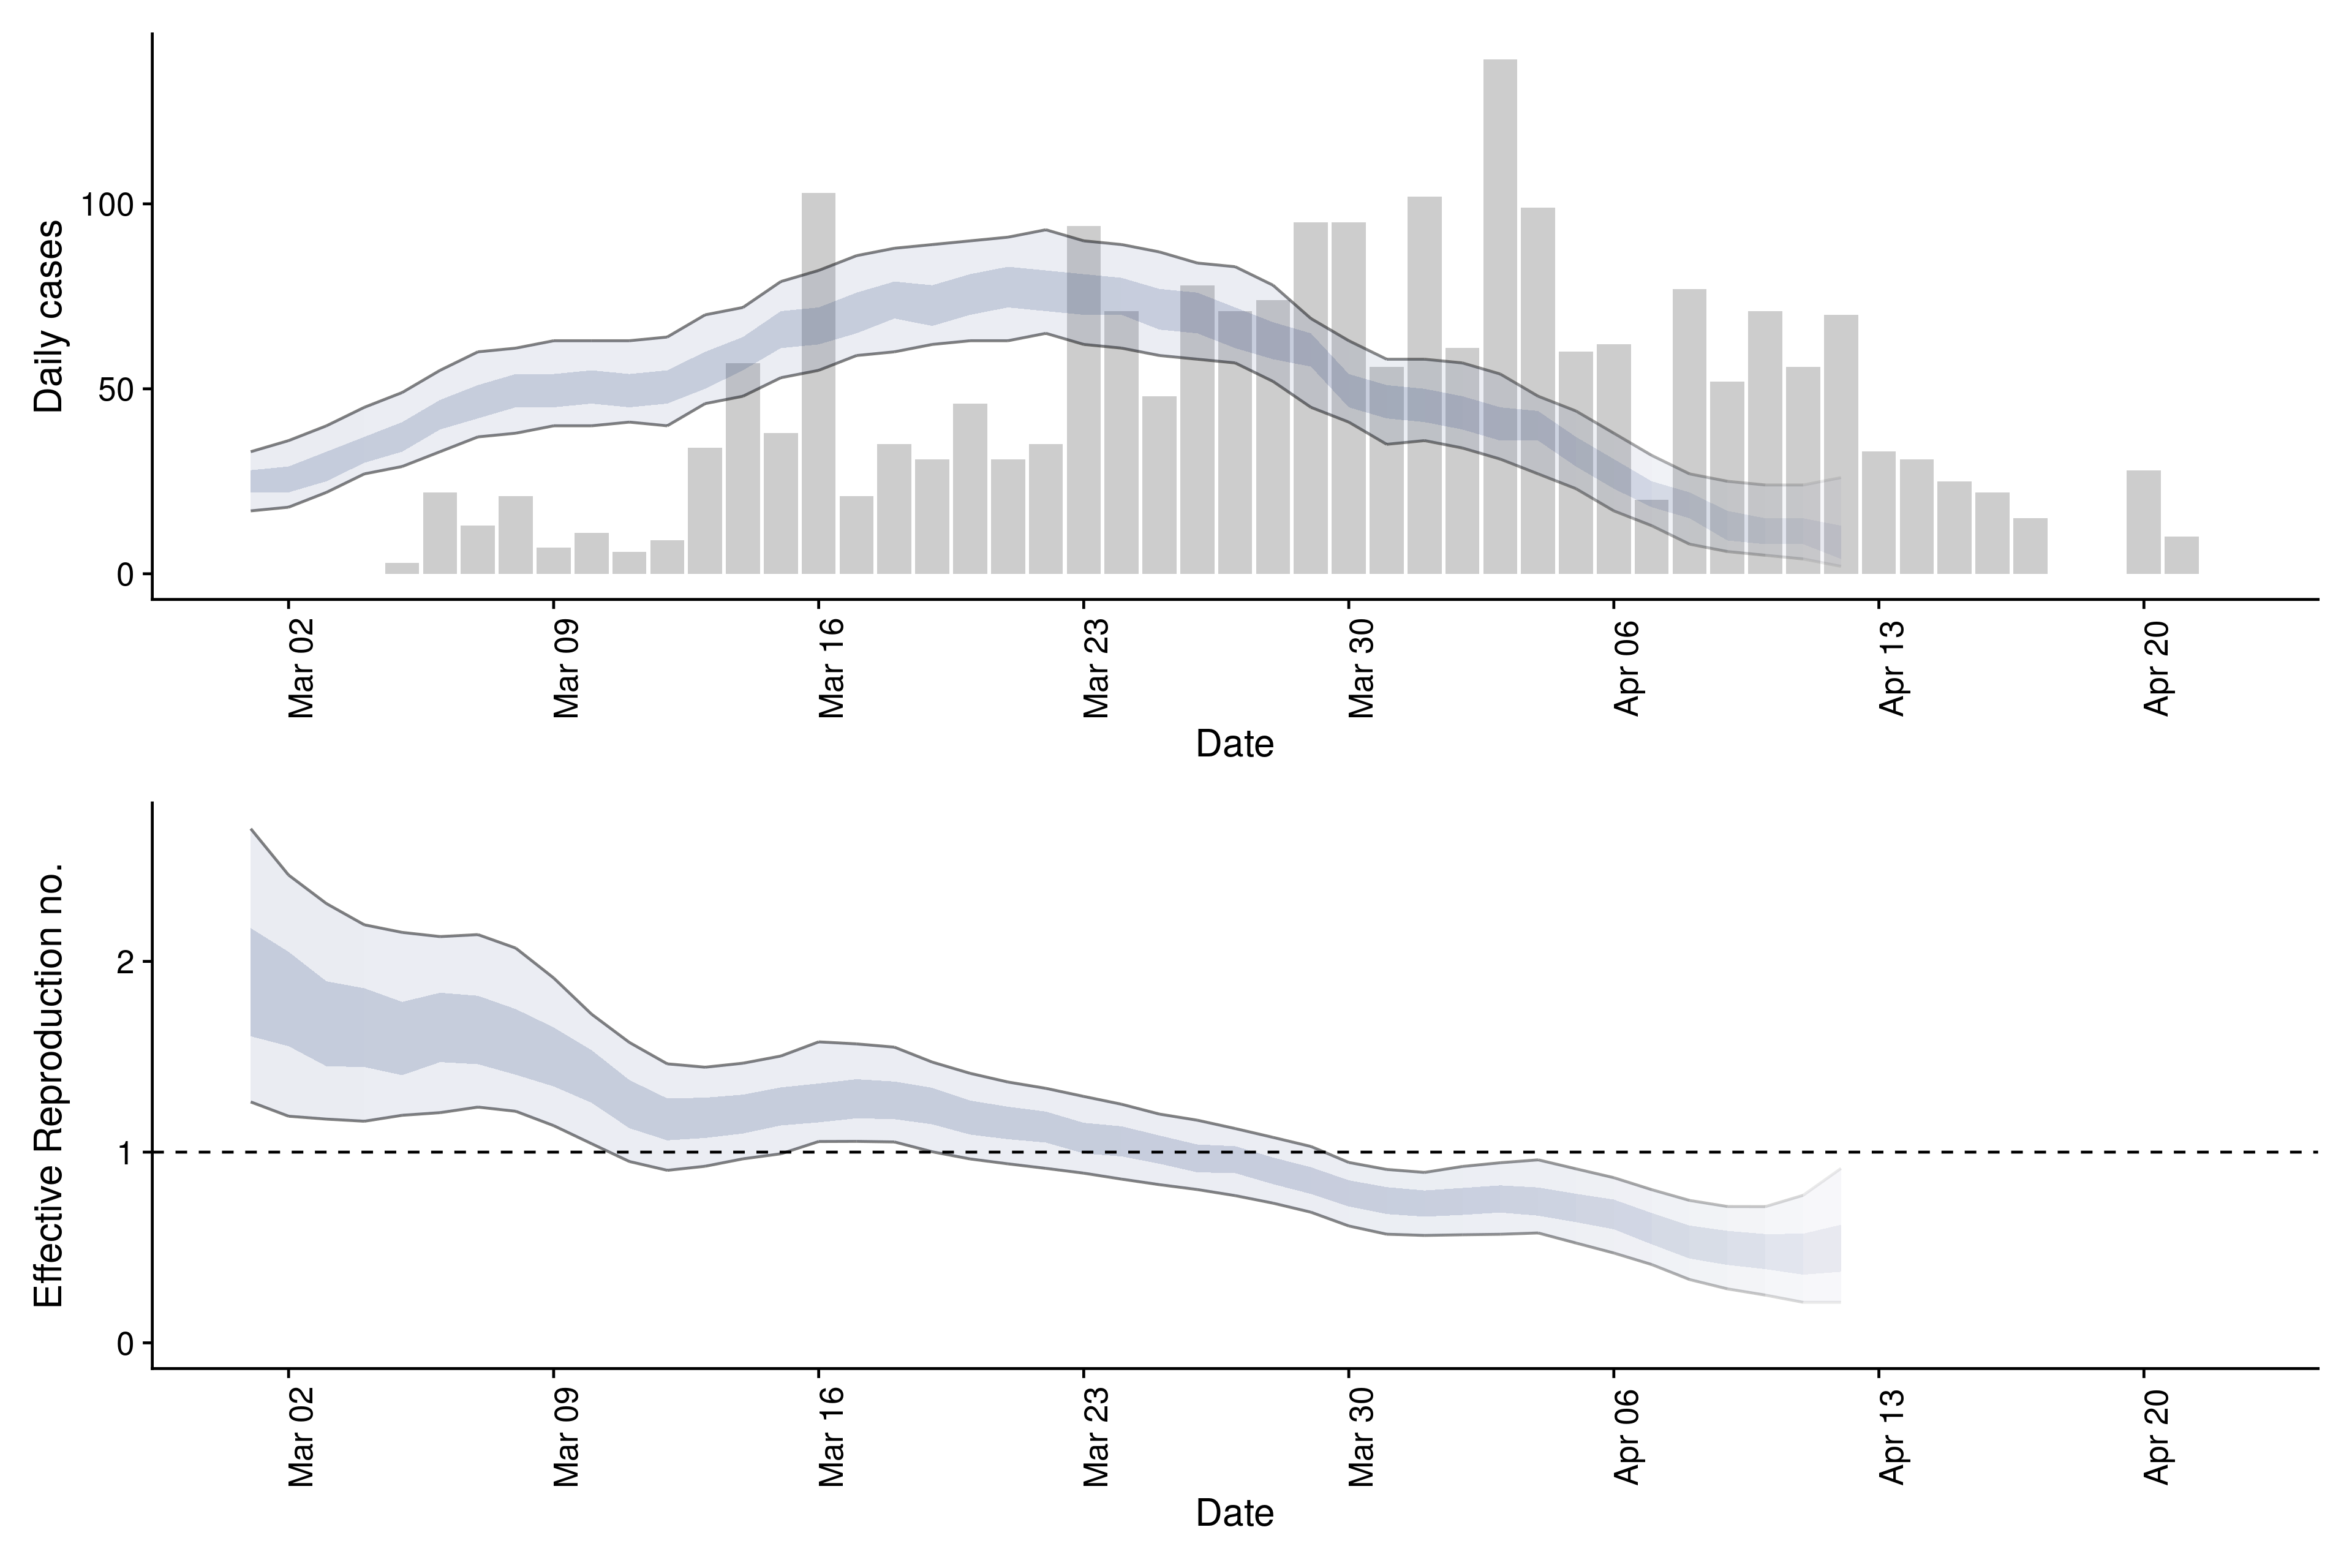 Daily cases
100
50
0
Mar 02
Mar 09
Mar 16
Mar 23
Mar 30
Apr 06
Apr 13
Apr 20
Date
Effective Reproduction no.
2
1
0
Mar 02
Mar 09
Mar 16
Mar 23
Mar 30
Apr 06
Apr 13
Apr 20
Date